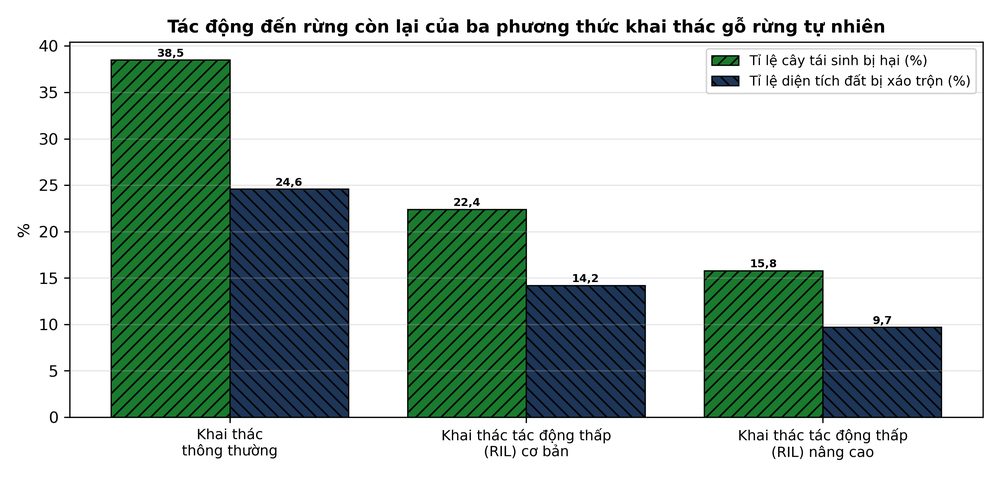 Tác động đến rừng còn lại của ba phương thức khai thác gỗ rừng tự nhiên
Tỉ lệ cây tái sinh bị hại (%)
Tỉ lệ diện tích đất bị xáo trộn (%)
%
40
35
30
25
20
15
10
5
0
38,5
24,6
22,4
14,2
15,8
9,7
Khai thác
thông thường
Khai thác tác động thấp
(RIL) cơ bản
Khai thác tác động thấp
(RIL) nâng cao